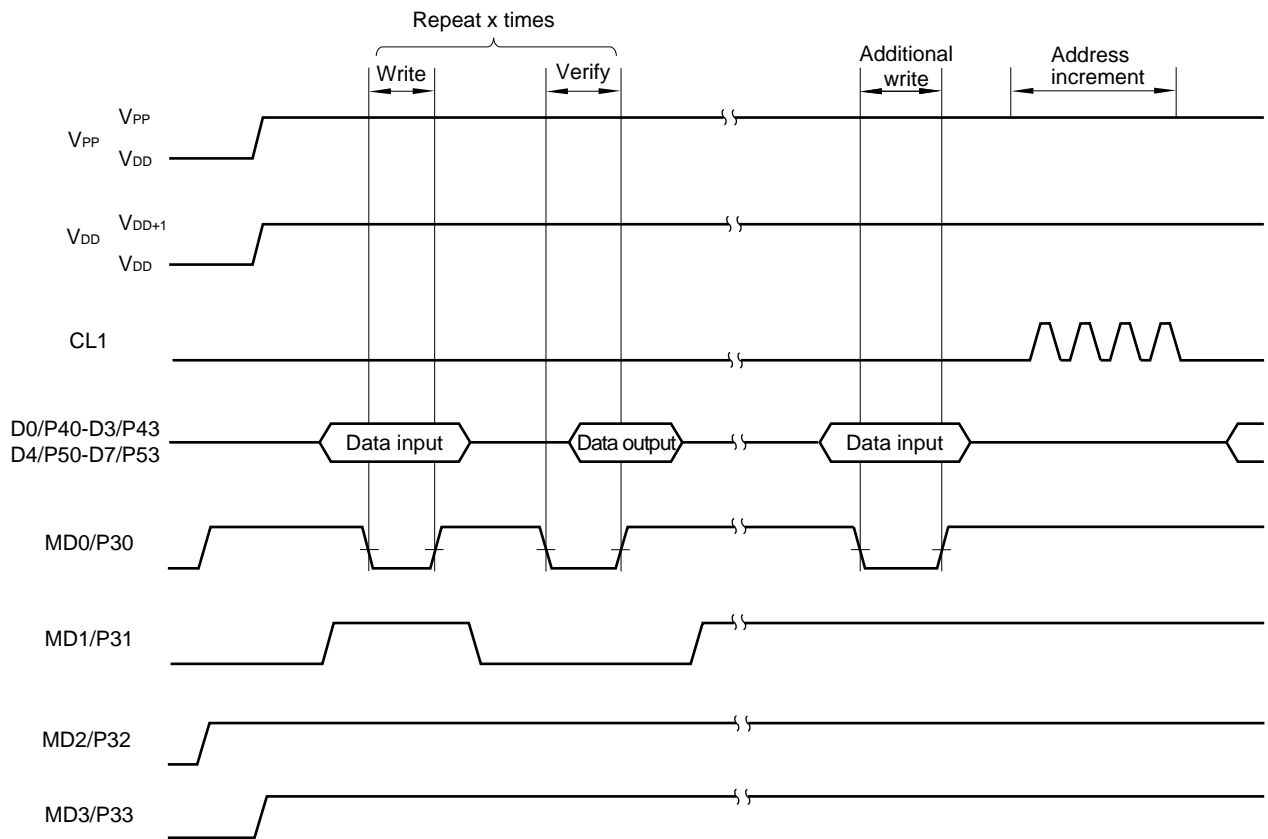 Repeat x times
Write
Verify
Additional
write
Address
increment
VPP
VPP
VDD
VDD+1
VDD
VDD
CL1
D0/P40-D3/P43
D4/P50-D7/P53
Data input
Data output
Data input
MD0/P30
MD1/P31
MD2/P32
MD3/P33